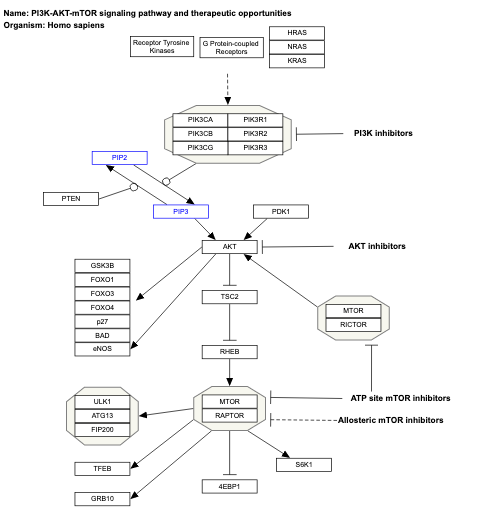 Name: PI3K-AKT-mTOR signaling pathway and therapeutic opportunities
Organism: Homo sapiens
Receptor Tyrosine
Kinases
G Protein-coupled
Receptors
HRAS
NRAS
KRAS
PIK3CA
PIK3R1
PIK3CB
PIK3R2
PIK3CG
PIK3R3
PI3K inhibitors
PIP2
PTEN
PIP3
PDK1
AKT
AKT inhibitors
GSK3B
FOXO1
FOXO3
FOXO4
p27
BAD
eNOS
TSC2
MTOR
RICTOR
RHEB
ULK1
ATG13
FIP200
MTOR
RAPTOR
ATP site mTOR inhibitors
Allosteric mTOR inhibitors
TFEB
S6K1
GRB10
4EBP1